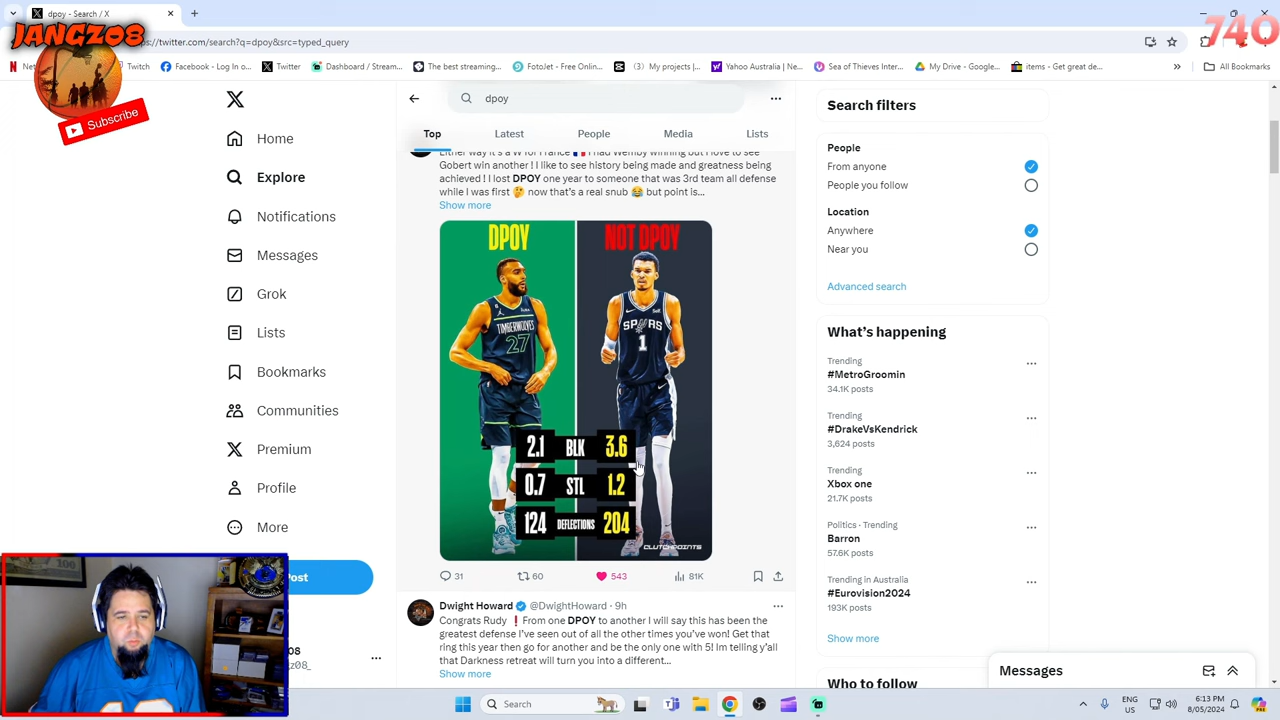 dpoy - Search / X
JANGZ08
740
ps://twitter.com/search?q=dpoy&src=typed_query
Net
Twitch
Facebook - Log In o...
Twitter
Dashboard / Stream...
The best streaming...
FotoJet - Free Onlin...
(3) My projects |...
Yahoo Australia | Ne...
Sea of Thieves Inter...
My Drive - Google...
items - Get great de...
All Bookmarks
Subscribe
Home
Explore
Notifications
Messages
Grok
Lists
Bookmarks
Communities
Premium
Profile
More
Post
dpoy
Top
Latest
People
Media
Lists
Either way it's a W for France 🇫🇷 I had Wemby winning but I love to see
Gobert win another ! I like to see history being made and greatness being
achieved ! I lost DPOY one year to someone that was 3rd team all defense
while I was first 🤔 now that's a real snub 😂 but point is...
Show more
DPOY
NOT DPOY
TIMBERWOLVES
27
SPURS
1
2.1 BLK 3.6
0.7 STL 1.2
124 DEFLECTIONS 204
CLUTCHPOINTS
31
60
543
81K
Dwight Howard @DwightHoward · 9h
Congrats Rudy ❗ From one DPOY to another I will say this has been the
greatest defense I've seen out of all the other times you've won! Get that
ring this year then go for another and be the only one with 5! Im telling y'all
that Darkness retreat will turn you into a different...
Show more
Search filters
People
From anyone
People you follow
Location
Anywhere
Near you
Advanced search
What's happening
Trending
#MetroGroomin
34.1K posts
Trending
#DrakeVsKendrick
3,624 posts
Trending
Xbox one
21.7K posts
Politics · Trending
Barron
57.6K posts
Trending in Australia
#Eurovision2024
193K posts
Show more
Who to follow
Messages
08
z08_
Search
ENG
US
6:13 PM
8/05/2024